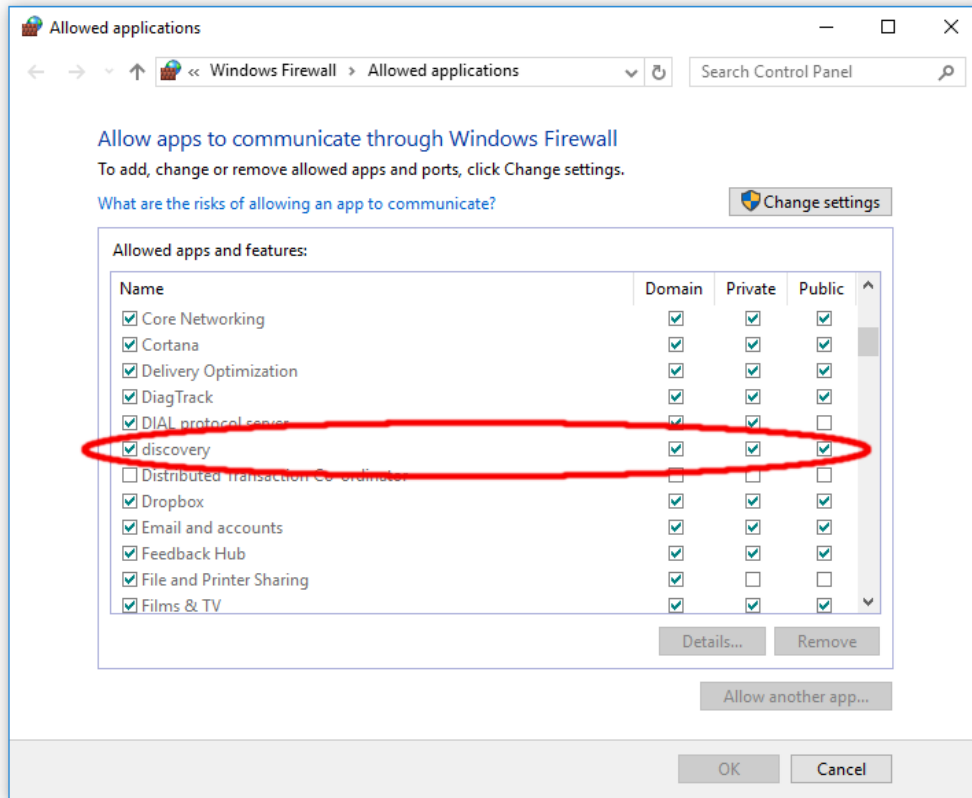 Allowed applications
« Windows Firewall > Allowed applications
Search Control Panel
Allow apps to communicate through Windows Firewall
To add, change or remove allowed apps and ports, click Change settings.
What are the risks of allowing an app to communicate?
Change settings
Allowed apps and features:
Name Domain Private Public
Core Networking
Cortana
Delivery Optimization
DiagTrack
DIAL protocol server
discovery
Distributed Transaction Co-ordinator
Dropbox
Email and accounts
Feedback Hub
File and Printer Sharing
Films & TV
Details... Remove
Allow another app...
OK Cancel